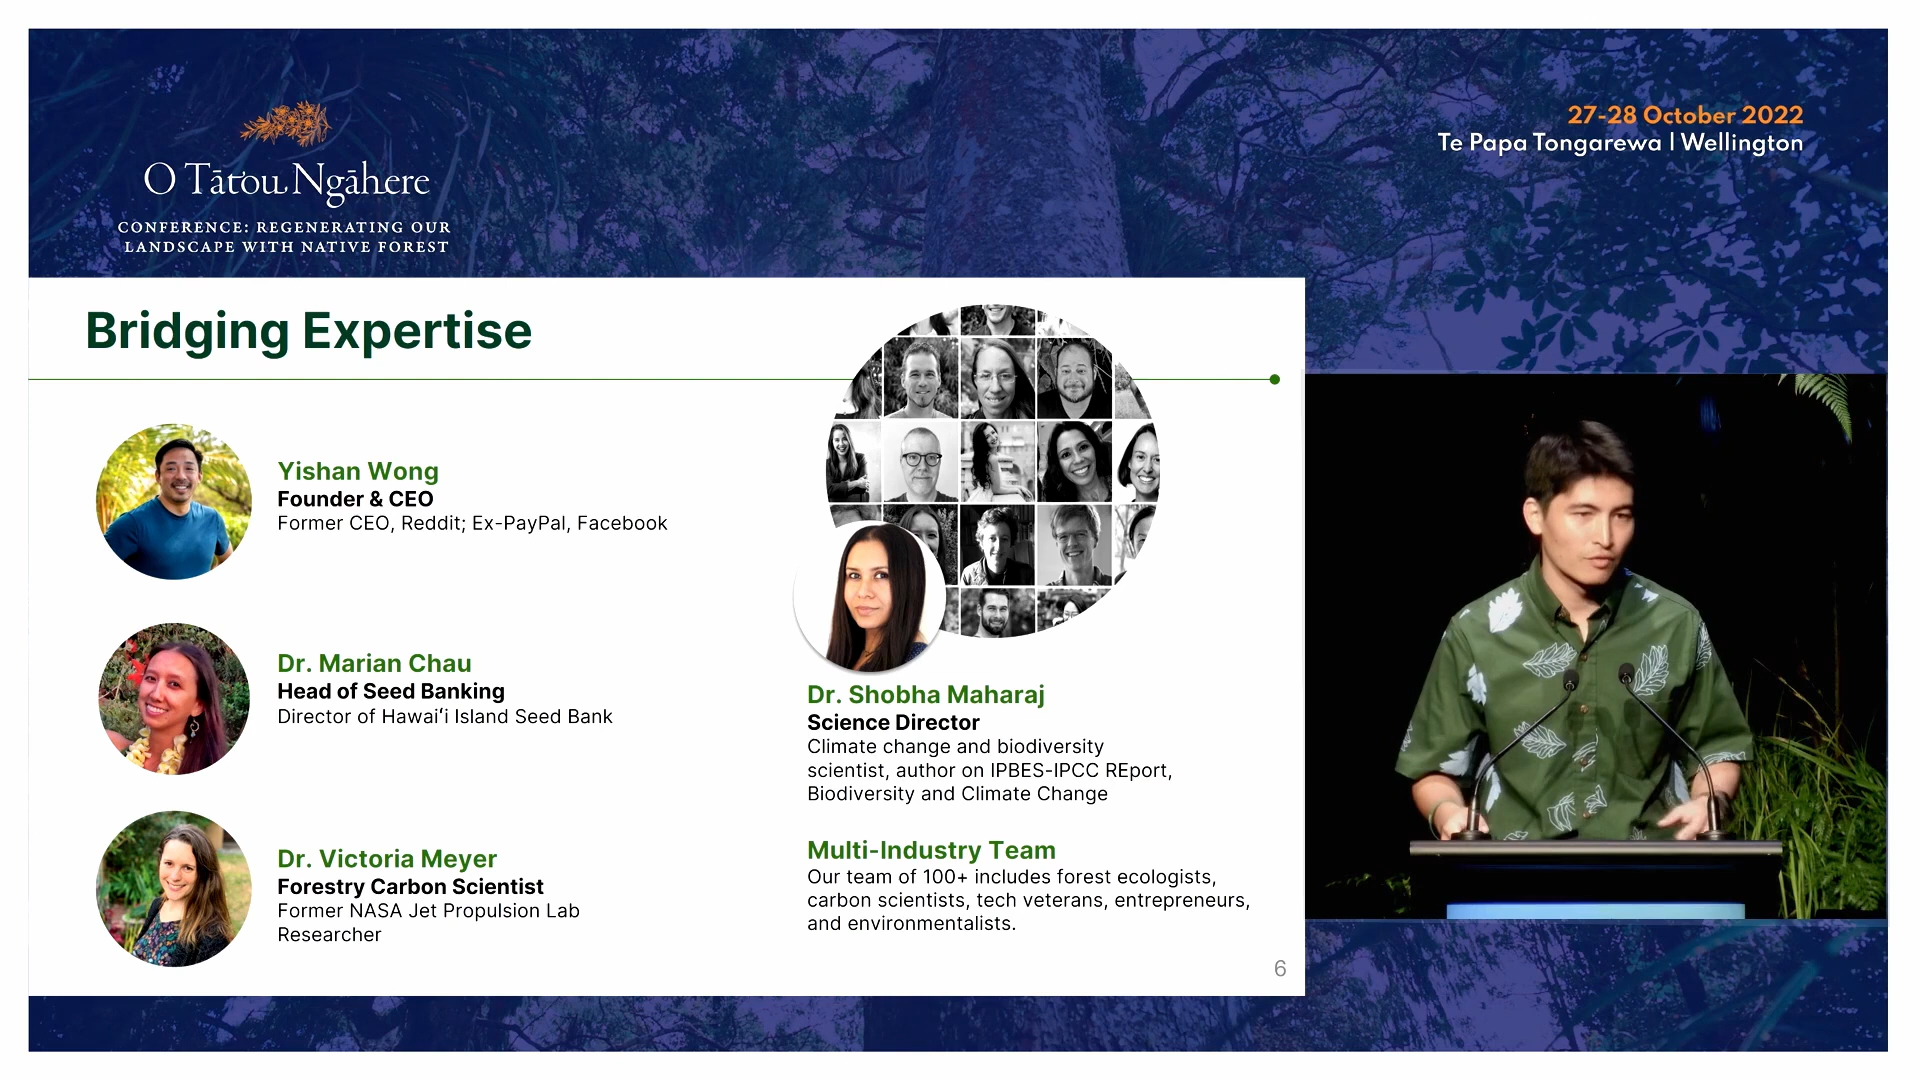 O Tātou Ngāhere
CONFERENCE: REGENERATING OUR
LANDSCAPE WITH NATIVE FOREST
27-28 October 2022
Te Papa Tongarewa | Wellington
Bridging Expertise
Yishan Wong
Founder & CEO
Former CEO, Reddit; Ex-PayPal, Facebook
Dr. Marian Chau
Head of Seed Banking
Director of Hawaiʻi Island Seed Bank
Dr. Victoria Meyer
Forestry Carbon Scientist
Former NASA Jet Propulsion Lab
Researcher
Dr. Shobha Maharaj
Science Director
Climate change and biodiversity
scientist, author on IPBES-IPCC REport,
Biodiversity and Climate Change
Multi-Industry Team
Our team of 100+ includes forest ecologists,
carbon scientists, tech veterans, entrepreneurs,
and environmentalists.
6